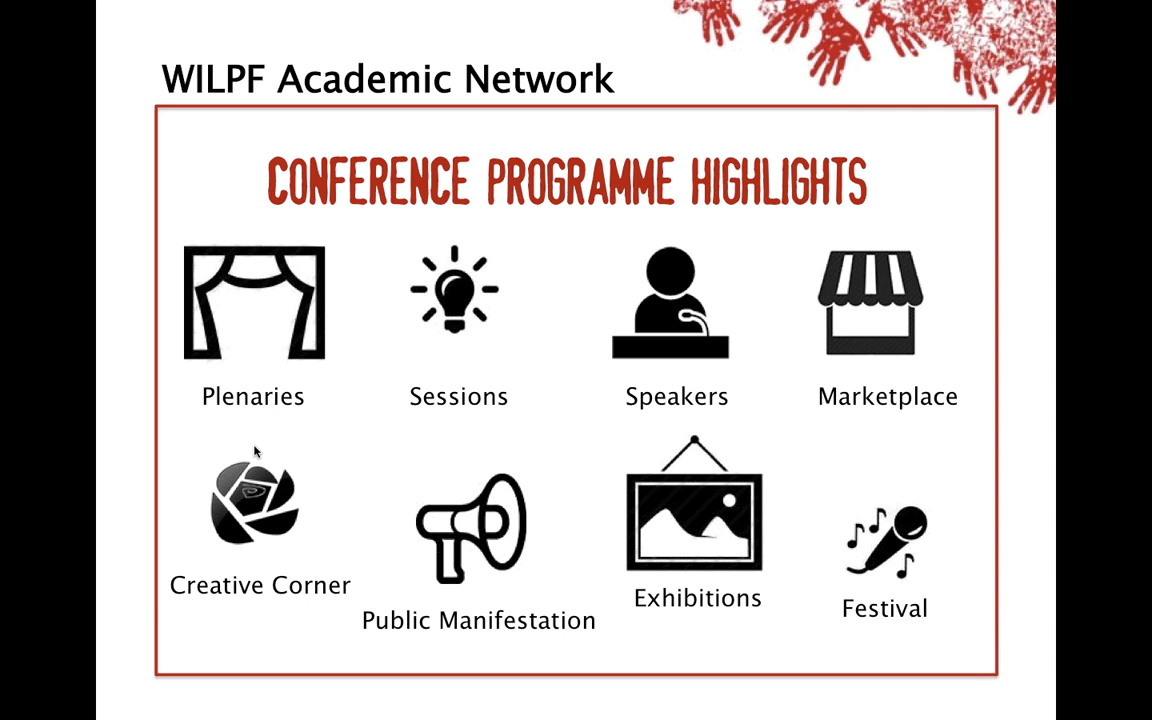 WILPF Academic Network
CONFERENCE PROGRAMME HIGHLIGHTS
Plenaries
Sessions
Speakers
Marketplace
Creative Corner
Public Manifestation
Exhibitions
Festival